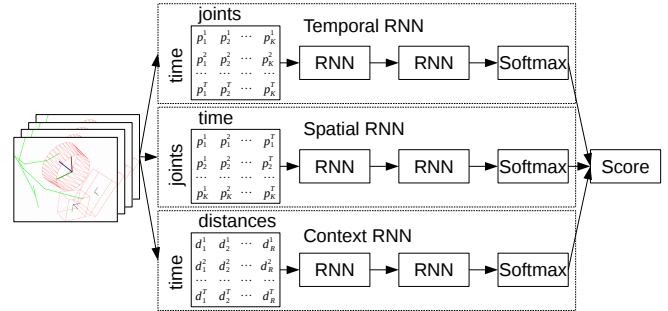 joints
Temporal RNN
time
p_1^1 p_2^1 ⋯ p_K^1
p_1^2 p_2^2 ⋯ p_K^2
⋯ ⋯ ⋯ ⋯
p_1^T p_2^T ⋯ p_K^T
RNN
RNN
Softmax
time
Spatial RNN
joints
p_1^1 p_1^2 ⋯ p_1^T
p_2^1 p_2^2 ⋯ p_2^T
⋯ ⋯ ⋯ ⋯
p_K^1 p_K^2 ⋯ p_K^T
RNN
RNN
Softmax
Score
distances
Context RNN
time
d_1^1 d_2^1 ⋯ d_R^1
d_1^2 d_2^2 ⋯ d_R^2
⋯ ⋯ ⋯ ⋯
d_1^T d_2^T ⋯ d_R^T
RNN
RNN
Softmax